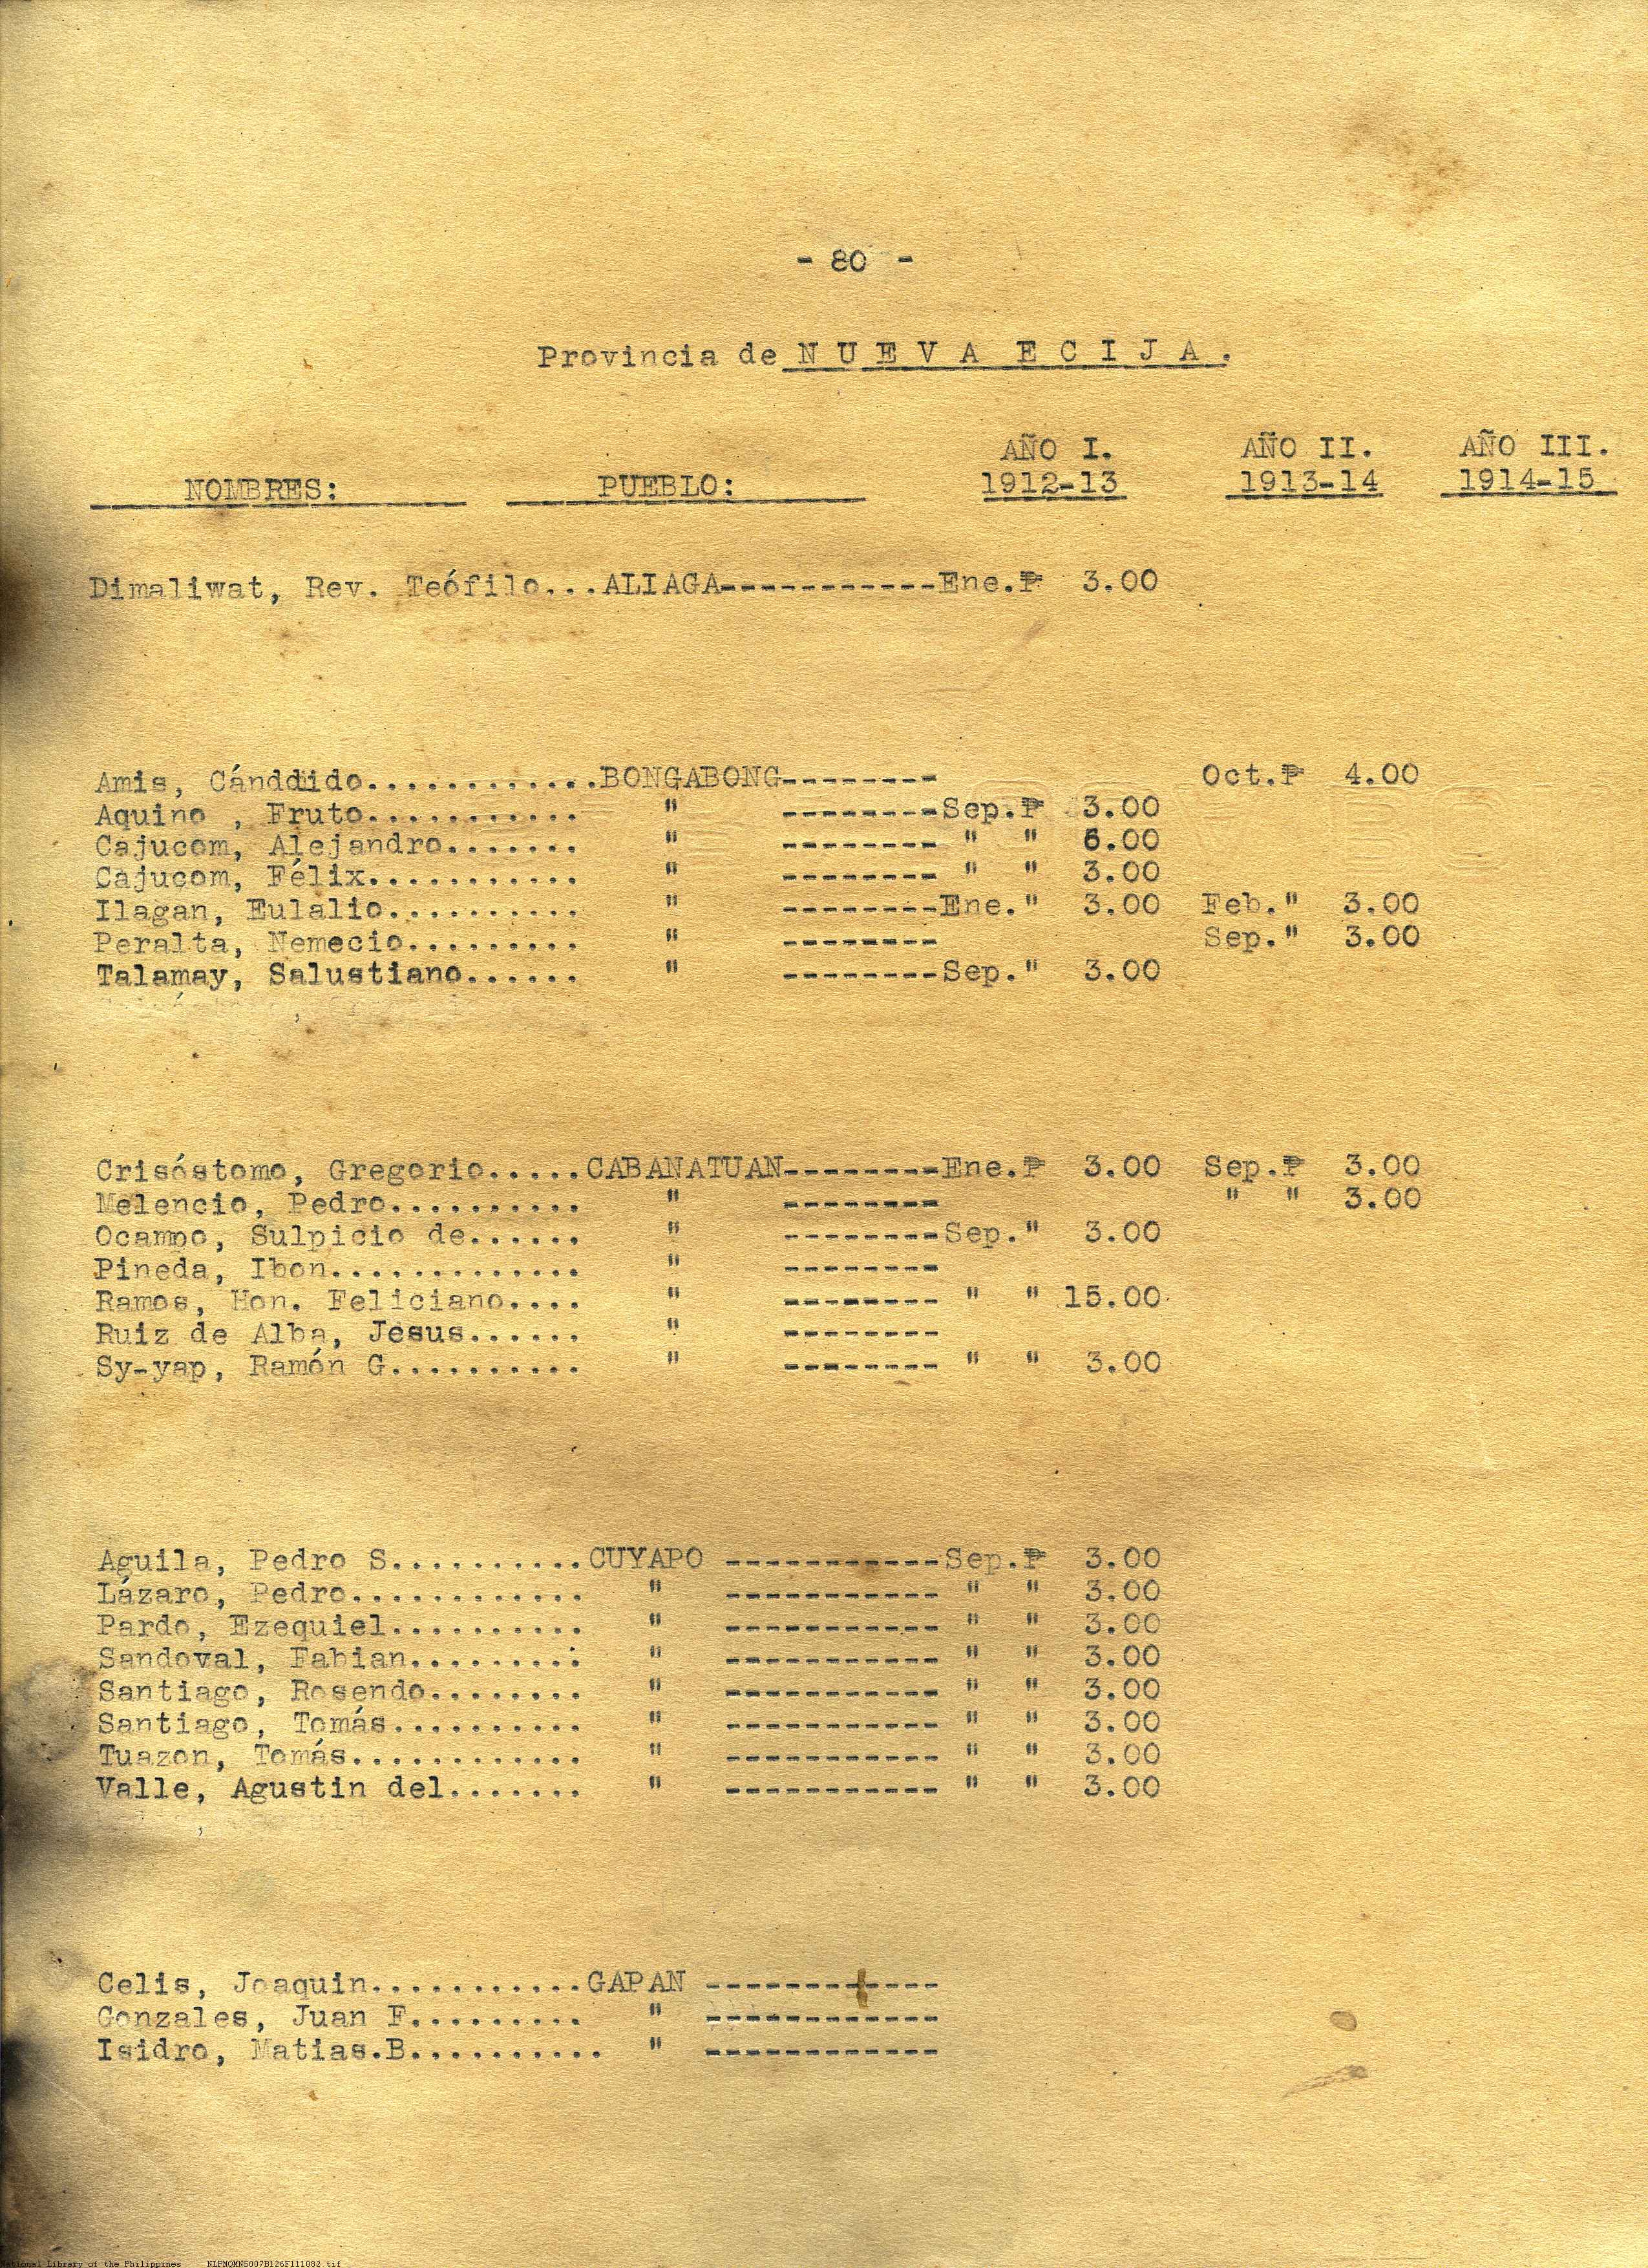 - 80 -
Provincia de N U E V A E C I J A .
AÑO I. AÑO II. AÑO III.
NOMBRES: PUEBLO: 1912-13 1913-14 1914-15
Dimaliwat, Rev. Teófilo...ALIAGA-----------Ene.₱ 3.00
Amis, Cánddido............BONGABONG-------- Oct.₱ 4.00
Aquino , Fruto........... " --------Sep.₱ 3.00
Cajucom, Alejandro....... " -------- " " 6.00
Cajucom, Félix........... " -------- " " 3.00
Ilagan, Eulalio.......... " --------Ene." 3.00 Feb." 3.00
Peralta, Nemecio......... " -------- Sep." 3.00
Talamay, Salustiano...... " --------Sep." 3.00
Crisóstomo, Gregorio.....CABANATUAN--------Ene.₱ 3.00 Sep.₱ 3.00
Melencio, Pedro.......... " -------- " " 3.00
Ocampo, Sulpicio de...... " --------Sep." 3.00
Pineda, Ibon............. " --------
Ramos, Hon. Feliciano.... " -------- " " 15.00
Ruiz de Alba, Jesus...... " --------
Sy-yap, Ramón G.......... " -------- " " 3.00
Aguila, Pedro S..........CUYAPO -----------Sep.₱ 3.00
Lázaro, Pedro............ " ----------- " " 3.00
Pardo, Ezequiel.......... " ----------- " " 3.00
Sandoval, Fabian......... " ----------- " " 3.00
Santiago, Rosendo........ " ----------- " " 3.00
Santiago, Tomás.......... " ----------- " " 3.00
Tuazon, Tomás............ " ----------- " " 3.00
Valle, Agustin del....... " ----------- " " 3.00
Celis, Joaquin...........GAPAN ------------
Gonzales, Juan F......... " ------------
Isidro, Matias.B.......... " ------------
National Library of the Philippines NLPMQMNS007B126F111082.tif